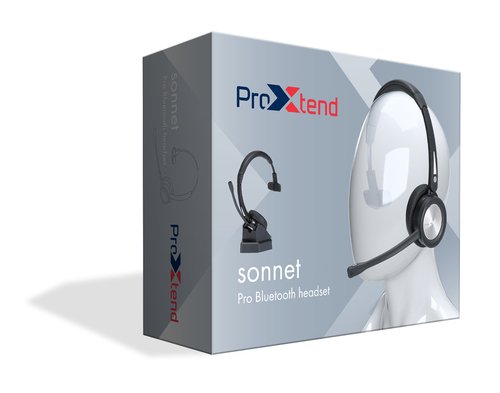 sonnet
Pro Bluetooth headset
ProXtend
ProXtend
sonnet
Pro Bluetooth headset